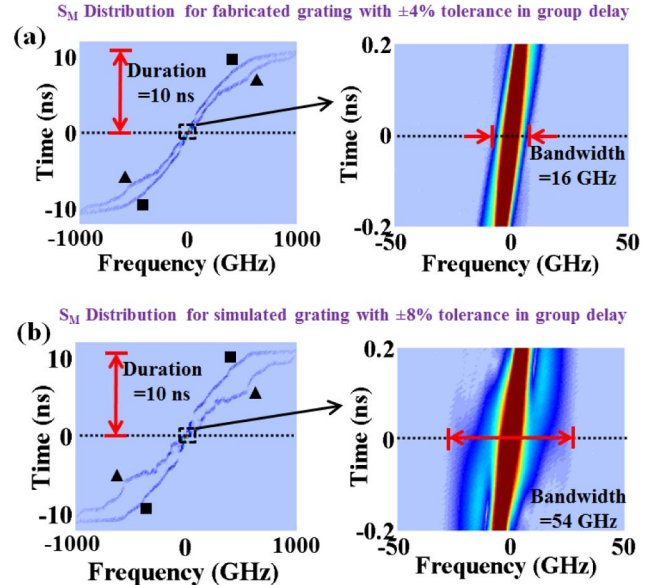 S_M Distribution for fabricated grating with ±4% tolerance in group delay
(a)
10
0
-10
Time (ns)
Duration
=10 ns
-1000
0
1000
Frequency (GHz)
0.2
0
-0.2
Time (ns)
Bandwidth
=16 GHz
-50
0
50
Frequency (GHz)
S_M Distribution for simulated grating with ±8% tolerance in group delay
(b)
10
0
-10
Time (ns)
Duration
=10 ns
-1000
0
1000
Frequency (GHz)
0.2
0
-0.2
Time (ns)
Bandwidth
=54 GHz
-50
0
50
Frequency (GHz)